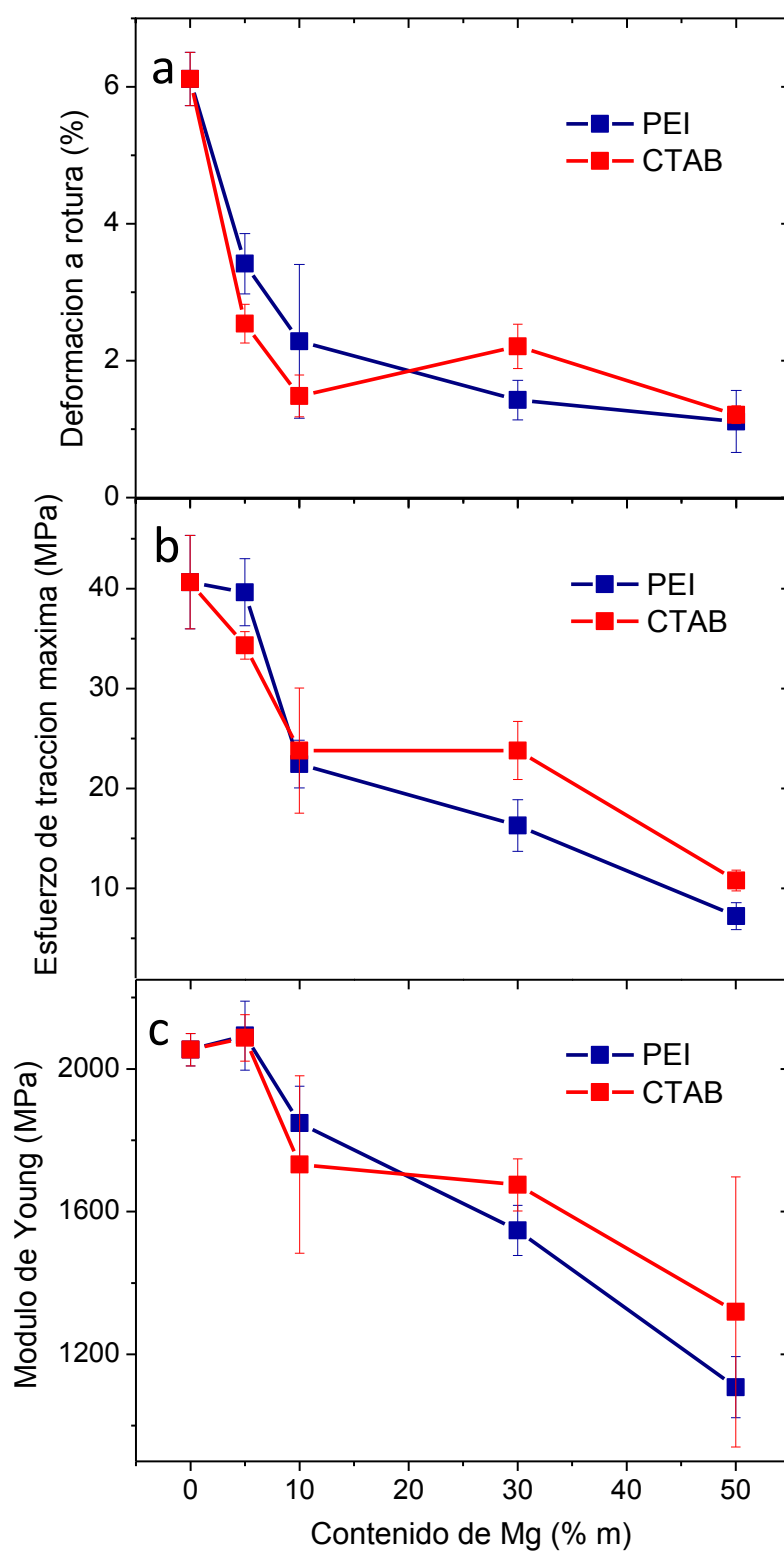 a
PEI
CTAB
Deformacion a rotura (%)
6
4
2
0
b
PEI
CTAB
Esfuerzo de traccion maxima (MPa)
40
30
20
10
c
PEI
CTAB
Modulo de Young (MPa)
2000
1600
1200
0 10 20 30 40 50
Contenido de Mg (% m)